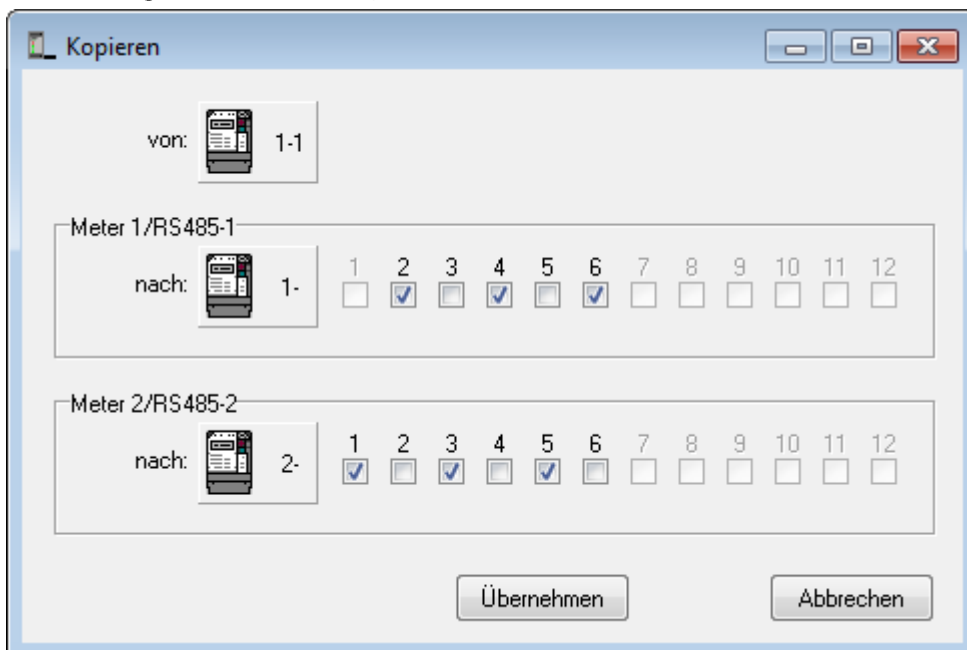 Kopieren
von: 1-1
Meter 1/RS485-1
1 2 3 4 5 6 7 8 9 10 11 12
nach: 1-
Meter 2/RS485-2
1 2 3 4 5 6 7 8 9 10 11 12
nach: 2-
Übernehmen Abbrechen